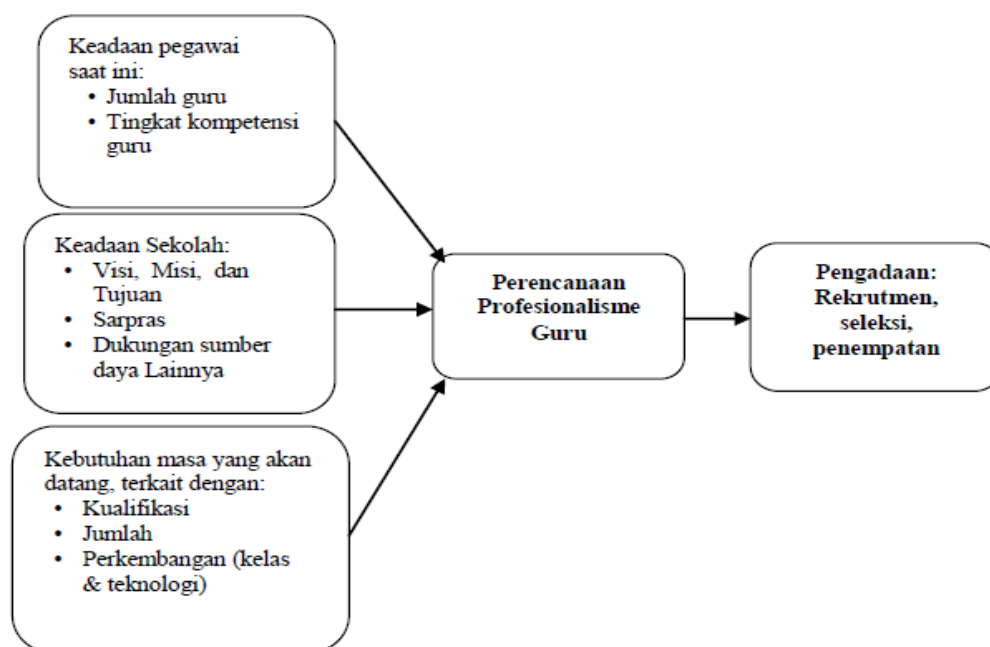 Keadaan pegawai
saat ini:
• Jumlah guru
• Tingkat kompetensi
guru
Keadaan Sekolah:
• Visi, Misi, dan
Tujuan
• Sarpras
• Dukungan sumber
daya Lainnya
Kebutuhan masa yang akan
datang, terkait dengan:
• Kualifikasi
• Jumlah
• Perkembangan (kelas
& teknologi)
Perencanaan
Profesionalisme
Guru
Pengadaan:
Rekrutmen,
seleksi,
penempatan